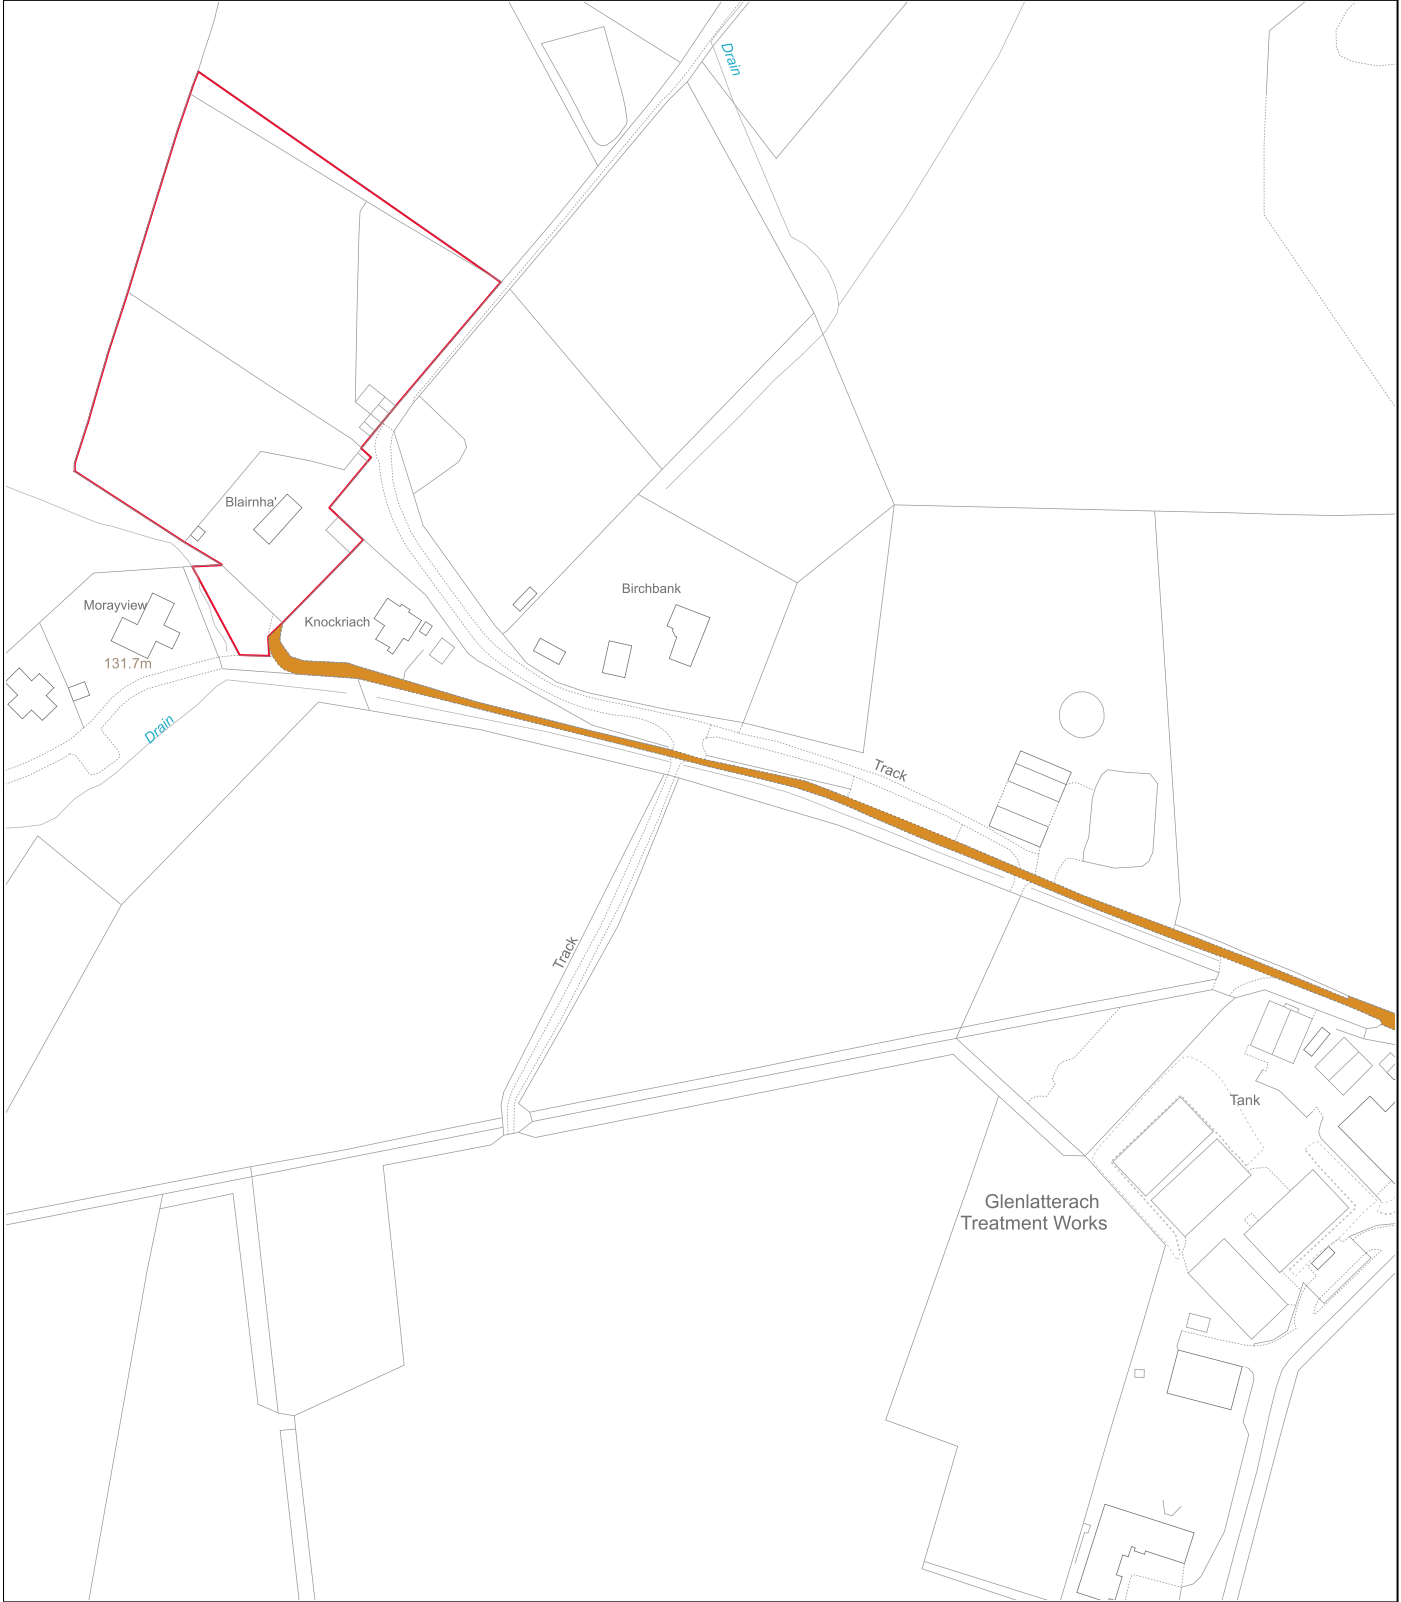 Drain
Blairnha'
Birchbank
Morayview
Knockriach
131.7m
Drain
Track
Track
Tank
Glenlatterach
Treatment Works